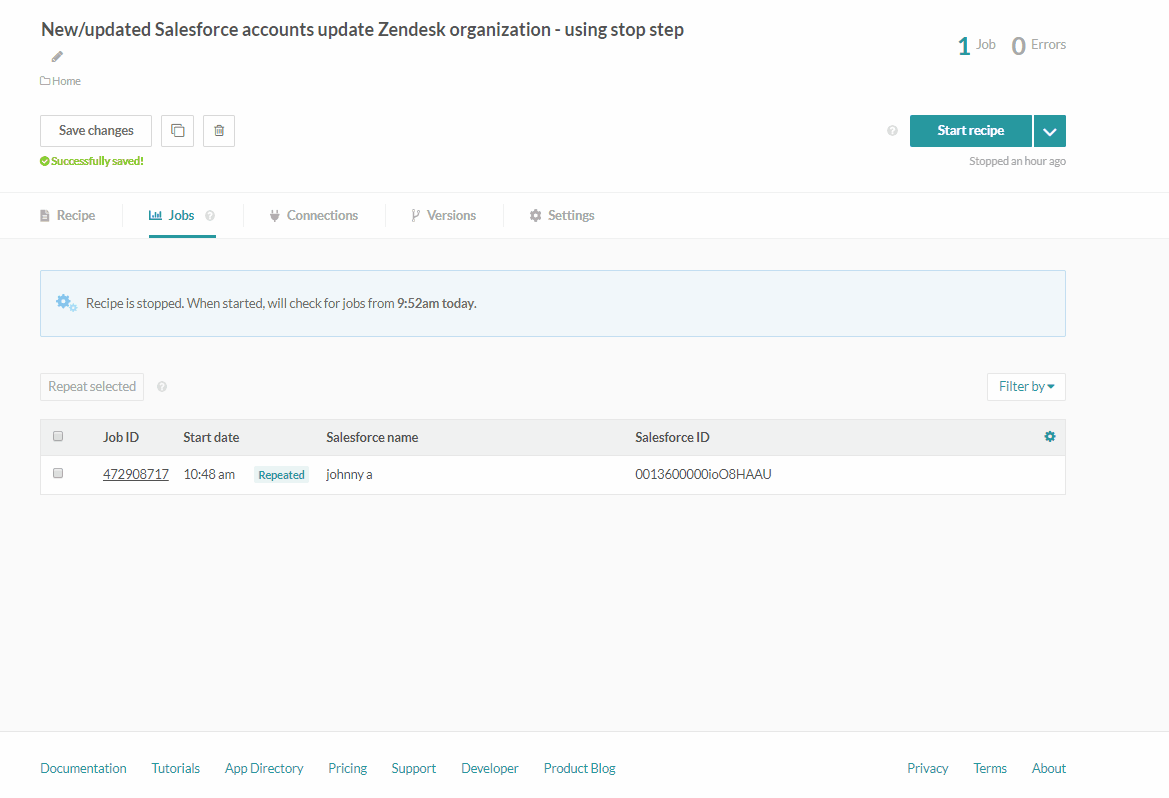 New/updated Salesforce accounts update Zendesk organization - using stop step
1 Job 0 Errors
Home
Save changes
? Start recipe
Successfully saved!
Stopped an hour ago
Recipe Jobs ? Connections Versions Settings
Recipe is stopped. When started, will check for jobs from 9:52am today.
Repeat selected ? Filter by
Job ID Start date Salesforce name Salesforce ID
472908717 10:48 am Repeated johnny a 0013600000ioO8HAAU
Documentation Tutorials App Directory Pricing Support Developer Product Blog Privacy Terms About